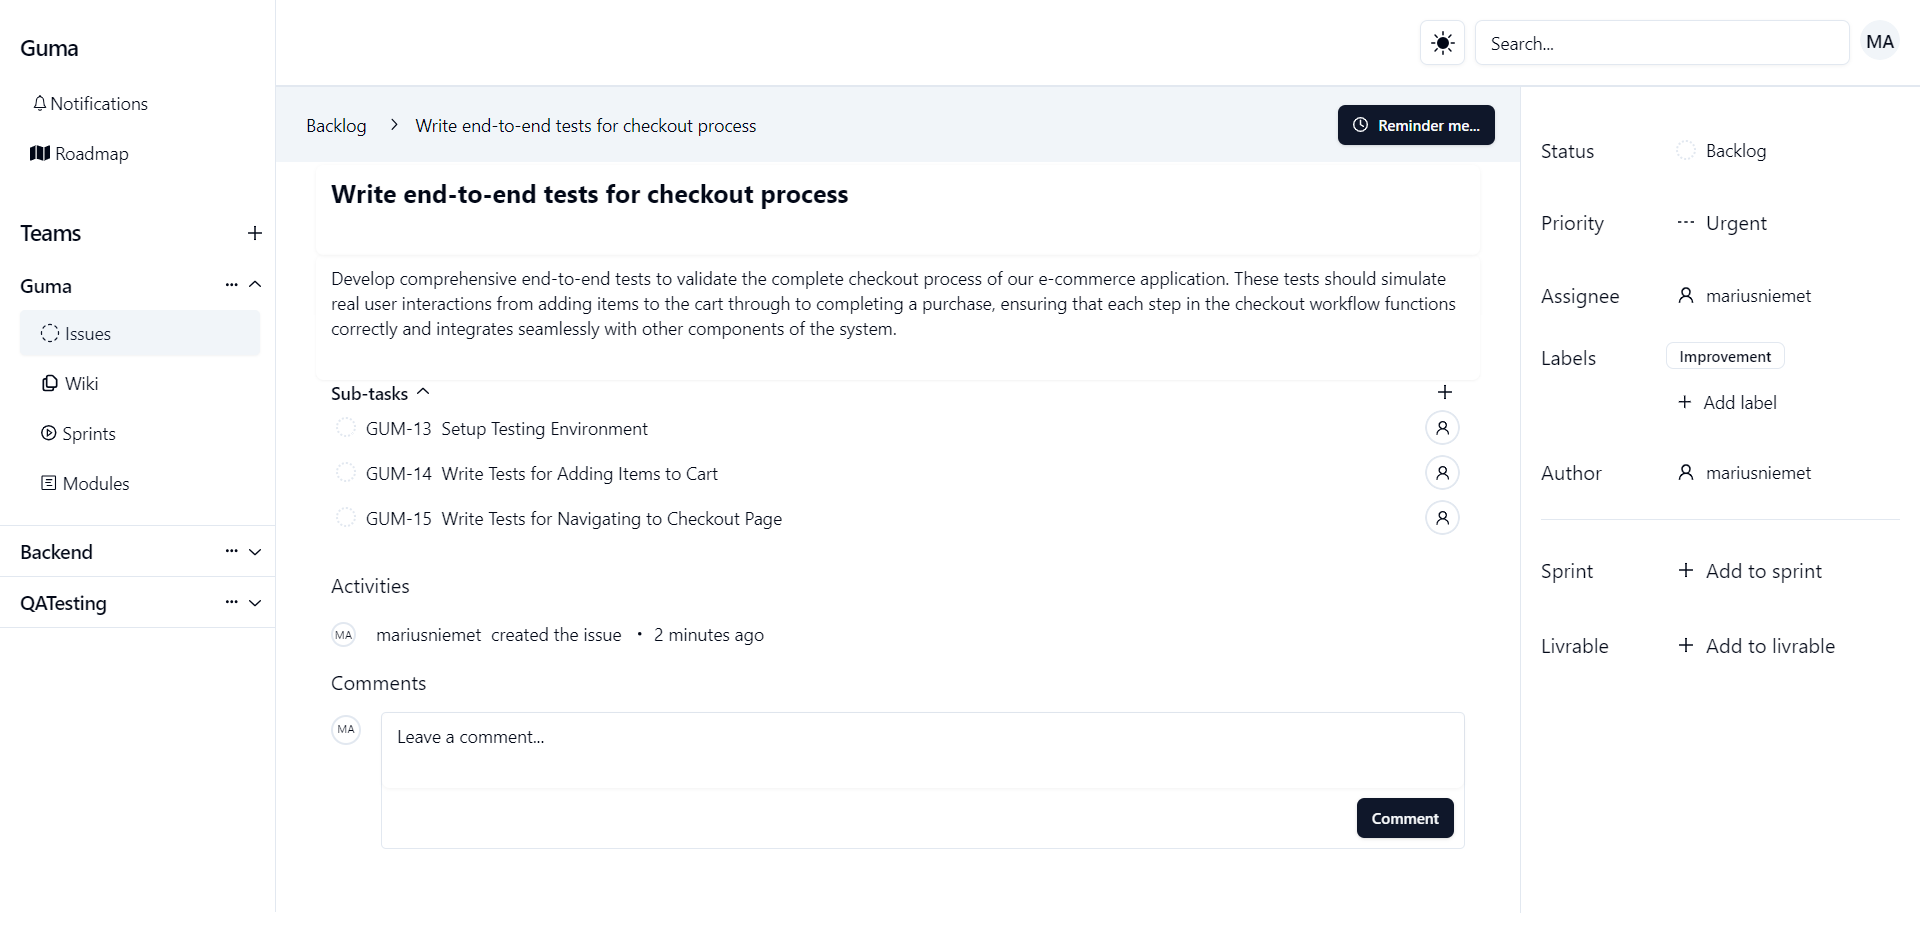 Guma
Notifications
Roadmap
Teams
Guma
Issues
Wiki
Sprints
Modules
Backend
QATesting
Search...
MA
Backlog > Write end-to-end tests for checkout process
Reminder me...
Write end-to-end tests for checkout process
Develop comprehensive end-to-end tests to validate the complete checkout process of our e-commerce application. These tests should simulate
real user interactions from adding items to the cart through to completing a purchase, ensuring that each step in the checkout workflow functions
correctly and integrates seamlessly with other components of the system.
Sub-tasks
GUM-13 Setup Testing Environment
GUM-14 Write Tests for Adding Items to Cart
GUM-15 Write Tests for Navigating to Checkout Page
Activities
MA mariusniemet created the issue • 2 minutes ago
Comments
MA
Leave a comment...
Comment
Status Backlog
Priority Urgent
Assignee mariusniemet
Labels Improvement
Add label
Author mariusniemet
Sprint Add to sprint
Livrable Add to livrable